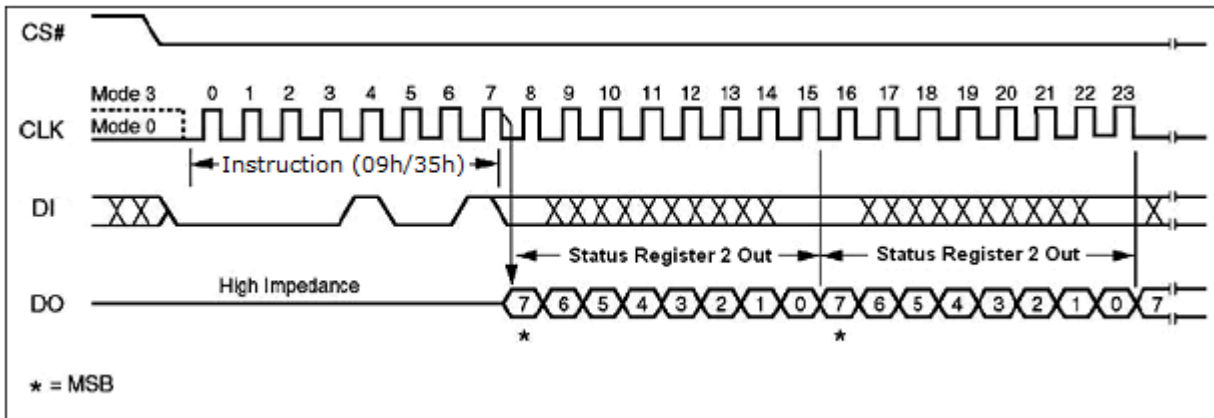 CS#
Mode 3 0 1 2 3 4 5 6 7 8 9 10 11 12 13 14 15 16 17 18 19 20 21 22 23
CLK Mode 0
Instruction (09h/35h)
DI
Status Register 2 Out Status Register 2 Out
High Impedance
DO 7 6 5 4 3 2 1 0 7 6 5 4 3 2 1 0 7
* *
* = MSB